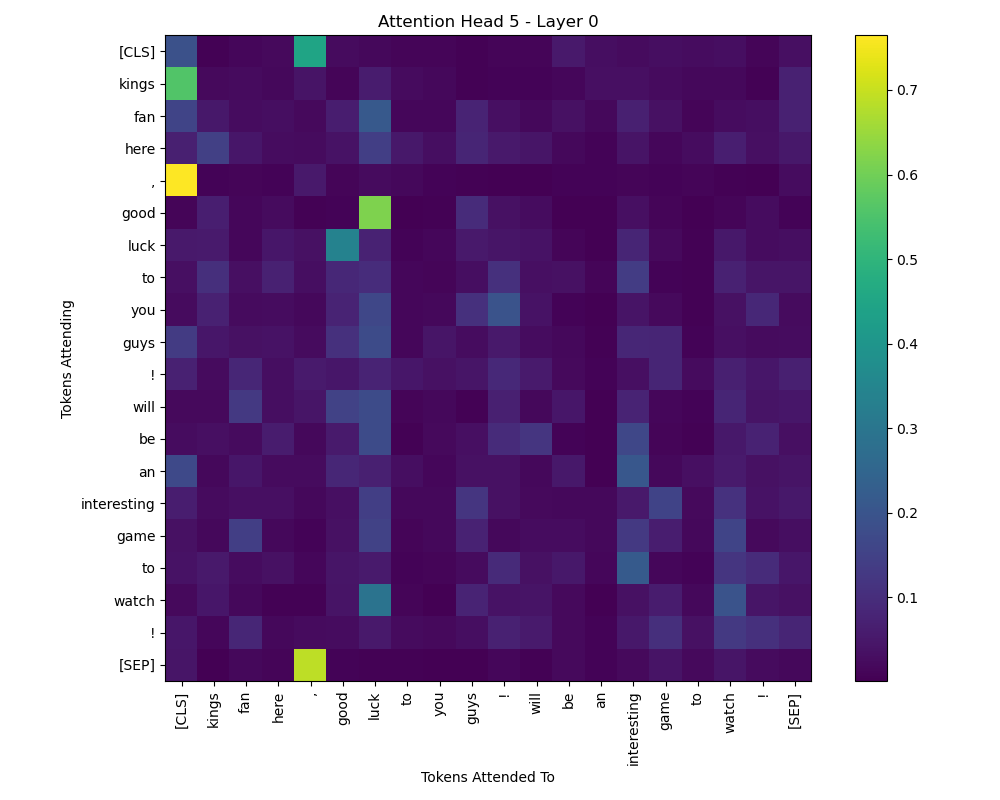 Attention Head 5 - Layer 0
Tokens Attending
[CLS]
kings
fan
here
,
good
luck
to
you
guys
!
will
be
an
interesting
game
to
watch
!
[SEP]
[CLS]
kings
fan
here
,
good
luck
to
you
guys
!
will
be
an
interesting
game
to
watch
!
[SEP]
Tokens Attended To
0.7
0.6
0.5
0.4
0.3
0.2
0.1